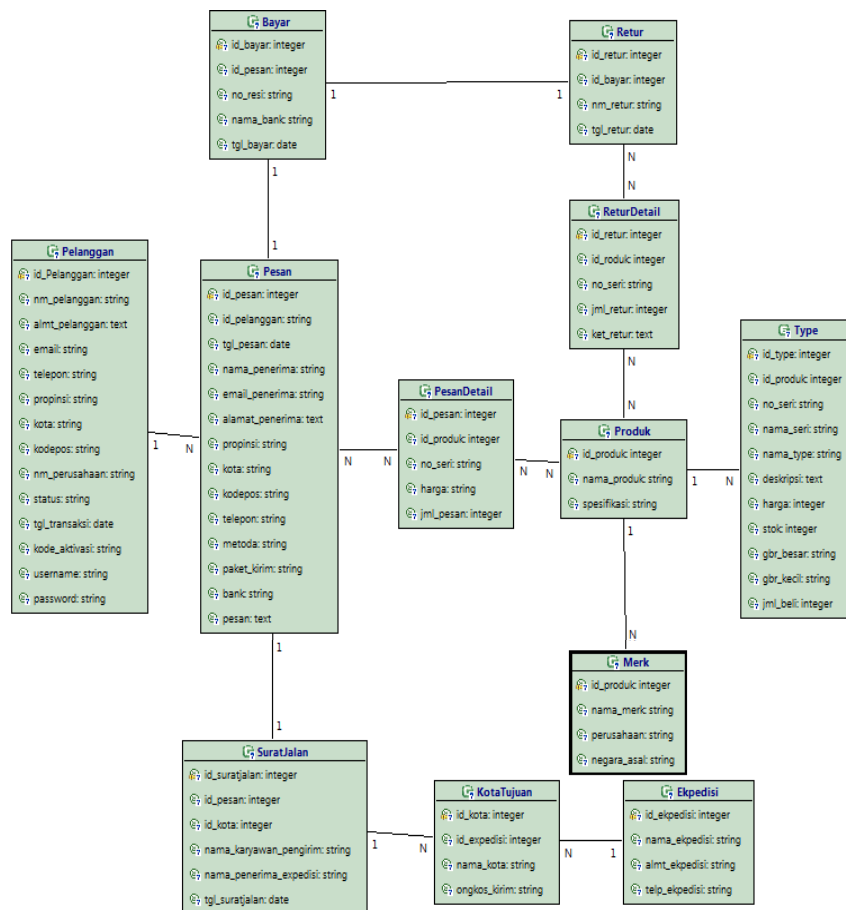 Bayar
id_bayar: integer
id_pesan: integer
no_resi: string
nama_bank: string
tgl_bayar: date
1
1
Retur
id_retur: integer
id_bayar: integer
nm_retur: string
tgl_retur: date
1
N
N
ReturDetail
id_retur: integer
id_roduk: integer
no_seri: string
jml_retur: integer
ket_retur: text
N
N
Pelanggan
id_Pelanggan: integer
nm_pelanggan: string
almt_pelanggan: text
email: string
telepon: string
propinsi: string
kota: string
kodepos: string
nm_perusahaan: string
status: string
tgl_transaksi: date
kode_aktivasi: string
username: string
password: string
1
N
1
Pesan
id_pesan: integer
id_pelanggan: string
tgl_pesan: date
nama_penerima: string
email_penerima: string
alamat_penerima: text
propinsi: string
kota: string
kodepos: string
telepon: string
metoda: string
paket_kirim: string
bank: string
pesan: text
N
N
PesanDetail
id_pesan: integer
id_produk: integer
no_seri: string
harga: string
jml_pesan: integer
N
N
Produk
id_produk: integer
nama_produk: string
spesifikasi: string
1
N
Type
id_type: integer
id_produk: integer
no_seri: string
nama_seri: string
nama_type: string
deskripsi: text
harga: integer
stok: integer
gbr_besar: string
gbr_kecil: string
jml_beli: integer
1
N
Merk
id_produk: integer
nama_merk: string
perusahaan: string
negara_asal: string
1
1
SuratJalan
id_suratjalan: integer
id_pesan: integer
id_kota: integer
nama_karyawan_pengirim: string
nama_penerima_expedisi: string
tgl_suratjalan: date
1
N
KotaTujuan
id_kota: integer
id_expedisi: integer
nama_kota: string
ongkos_kirim: string
N
1
Ekpedisi
id_ekpedisi: integer
nama_ekpedisi: string
almt_ekpedisi: string
telp_ekpedisi: string